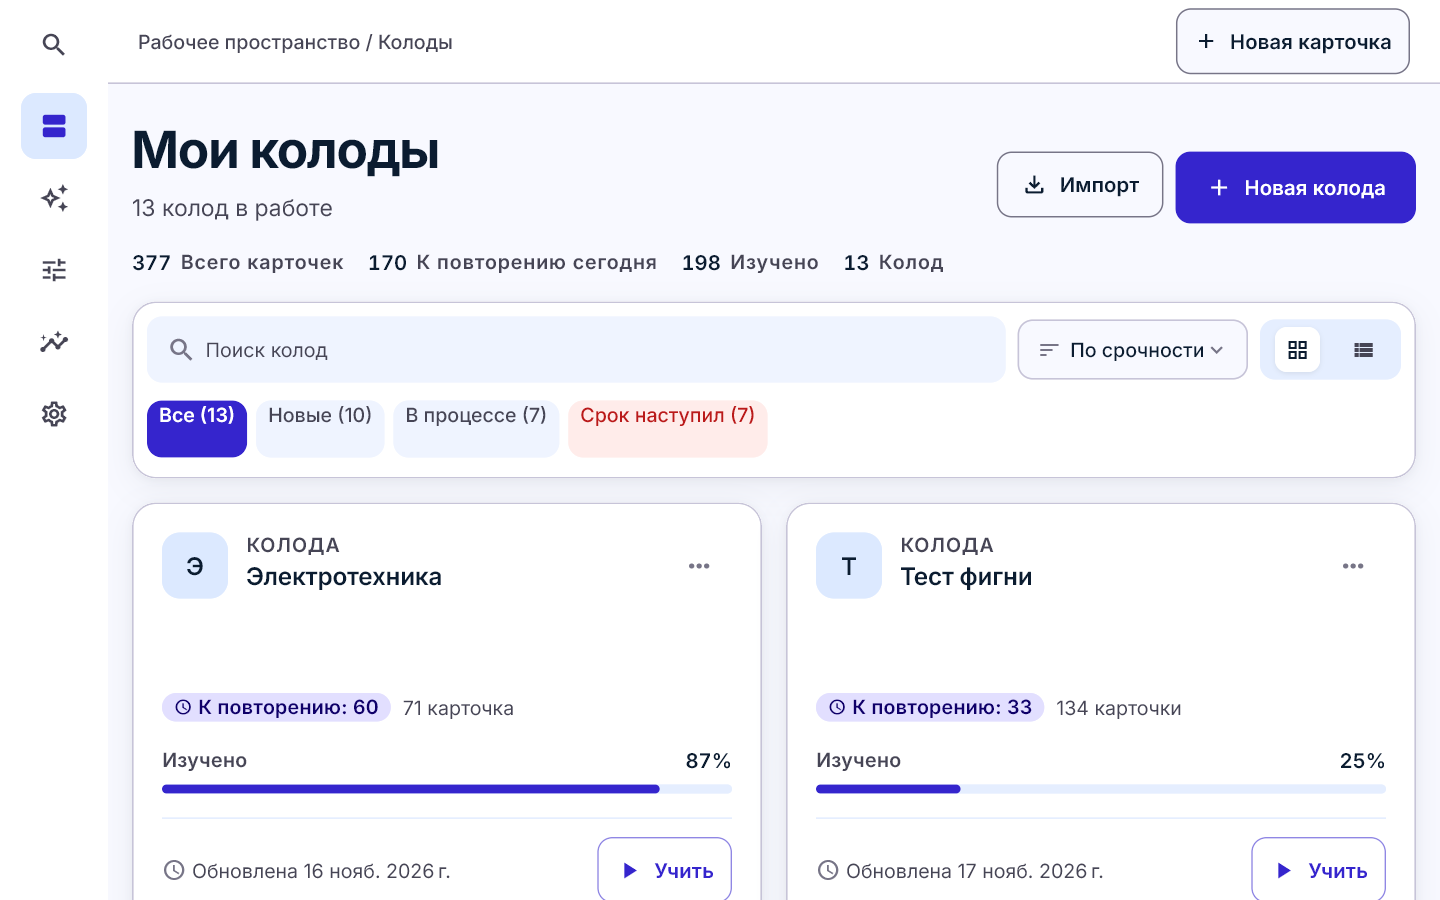 Рабочее пространство / Колоды
Новая карточка
Мои колоды
13 колод в работе
Импорт
Новая колода
377 Всего карточек 170 К повторению сегодня 198 Изучено 13 Колод
Поиск колод
По срочности
Все (13)
Новые (10)
В процессе (7)
Срок наступил (7)
Э
КОЛОДА
Электротехника
К повторению: 60
71 карточка
Изучено
87%
Обновлена 16 нояб. 2026 г.
Учить
Т
КОЛОДА
Тест фигни
К повторению: 33
134 карточки
Изучено
25%
Обновлена 17 нояб. 2026 г.
Учить